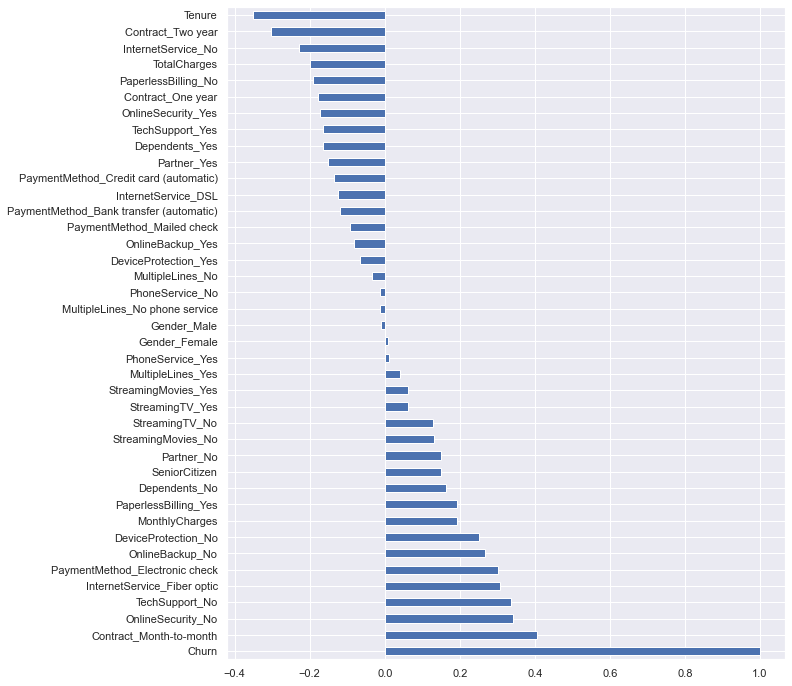 Tenure
Contract_Two year
InternetService_No
TotalCharges
PaperlessBilling_No
Contract_One year
OnlineSecurity_Yes
TechSupport_Yes
Dependents_Yes
Partner_Yes
PaymentMethod_Credit card (automatic)
InternetService_DSL
PaymentMethod_Bank transfer (automatic)
PaymentMethod_Mailed check
OnlineBackup_Yes
DeviceProtection_Yes
MultipleLines_No
PhoneService_No
MultipleLines_No phone service
Gender_Male
Gender_Female
PhoneService_Yes
MultipleLines_Yes
StreamingMovies_Yes
StreamingTV_Yes
StreamingTV_No
StreamingMovies_No
Partner_No
SeniorCitizen
Dependents_No
PaperlessBilling_Yes
MonthlyCharges
DeviceProtection_No
OnlineBackup_No
PaymentMethod_Electronic check
InternetService_Fiber optic
TechSupport_No
OnlineSecurity_No
Contract_Month-to-month
Churn
−0.4 −0.2 0.0 0.2 0.4 0.6 0.8 1.0